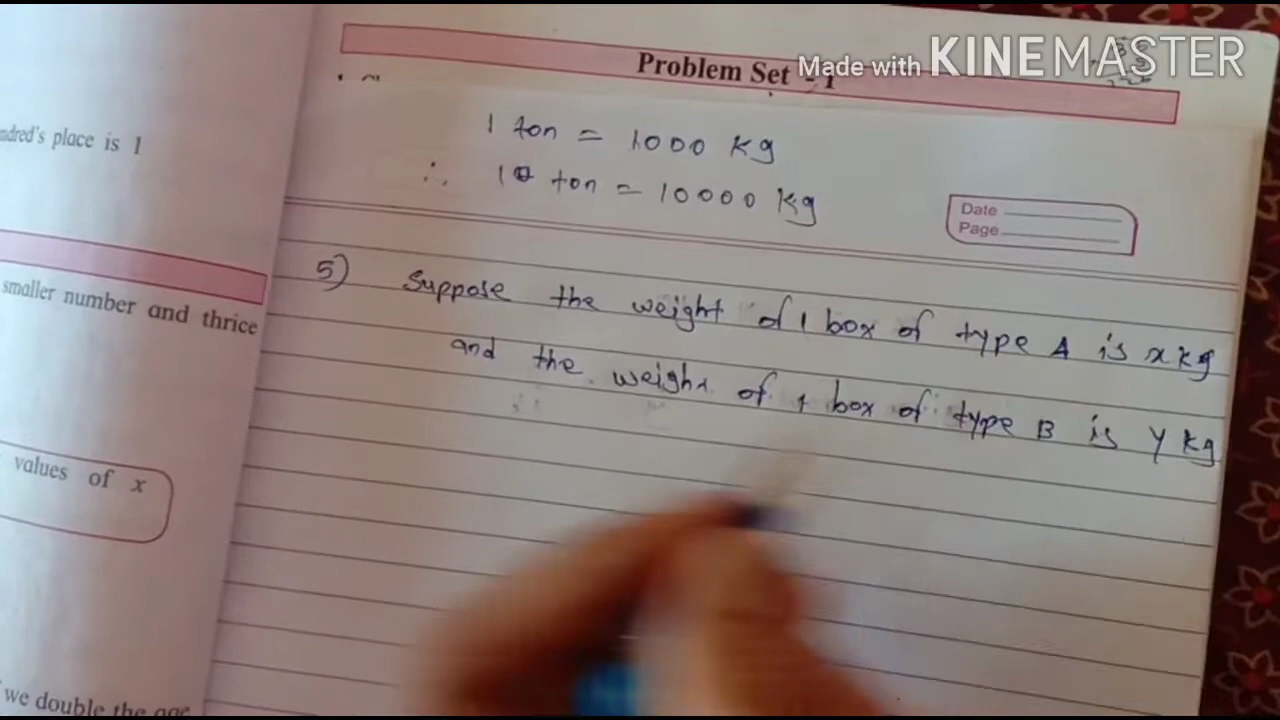 Made with KINEMASTER
Problem Set - 1
1 ton = 1000 kg
∴ 10 ton = 10000 kg
Date
Page
5) Suppose the weight of 1 box of type A is x kg
and the weight of 1 box of type B is y kg
ndred's place is 1
smaller number and thrice
values of x
we double the age